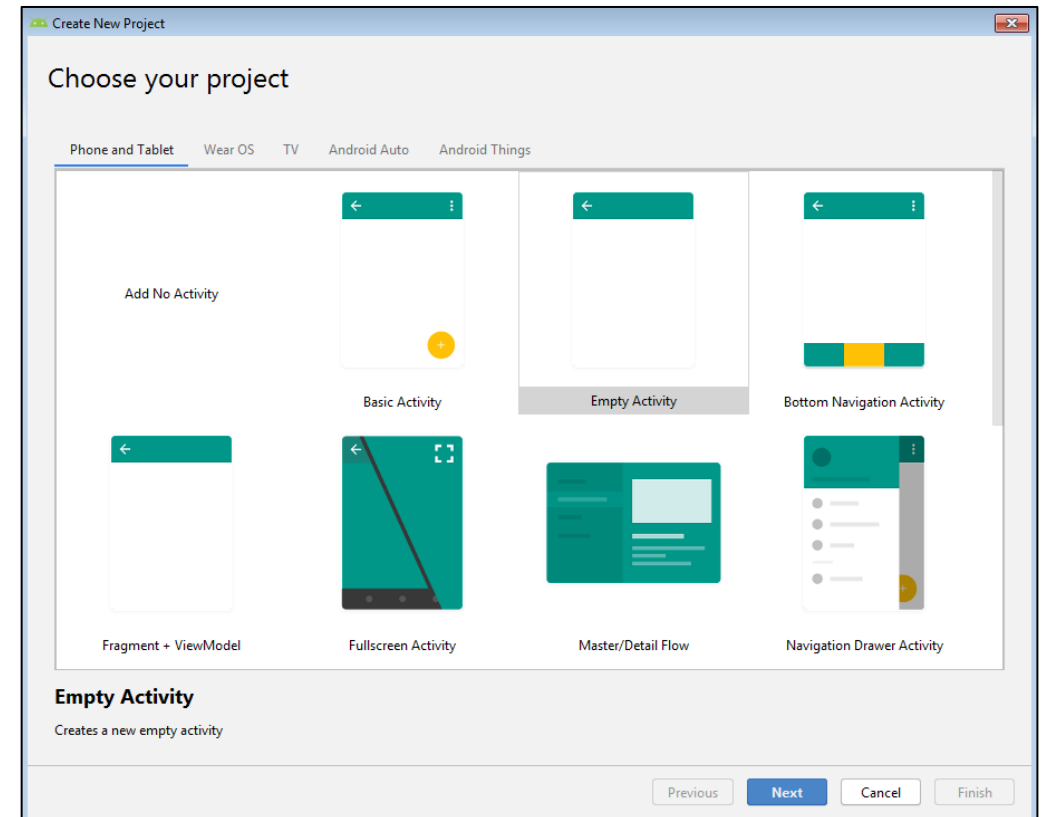 Create New Project
Choose your project
Phone and Tablet Wear OS TV Android Auto Android Things
Add No Activity
Basic Activity
Empty Activity
Bottom Navigation Activity
Fragment + ViewModel
Fullscreen Activity
Master/Detail Flow
Navigation Drawer Activity
Empty Activity
Creates a new empty activity
Previous Next Cancel Finish